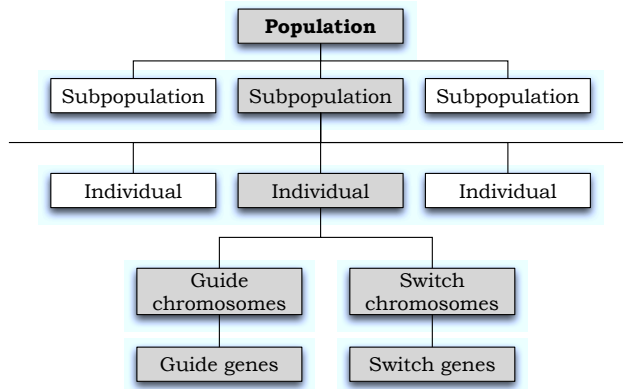 Population
Subpopulation
Subpopulation
Subpopulation
Individual
Individual
Individual
Guide
chromosomes
Switch
chromosomes
Guide genes
Switch genes